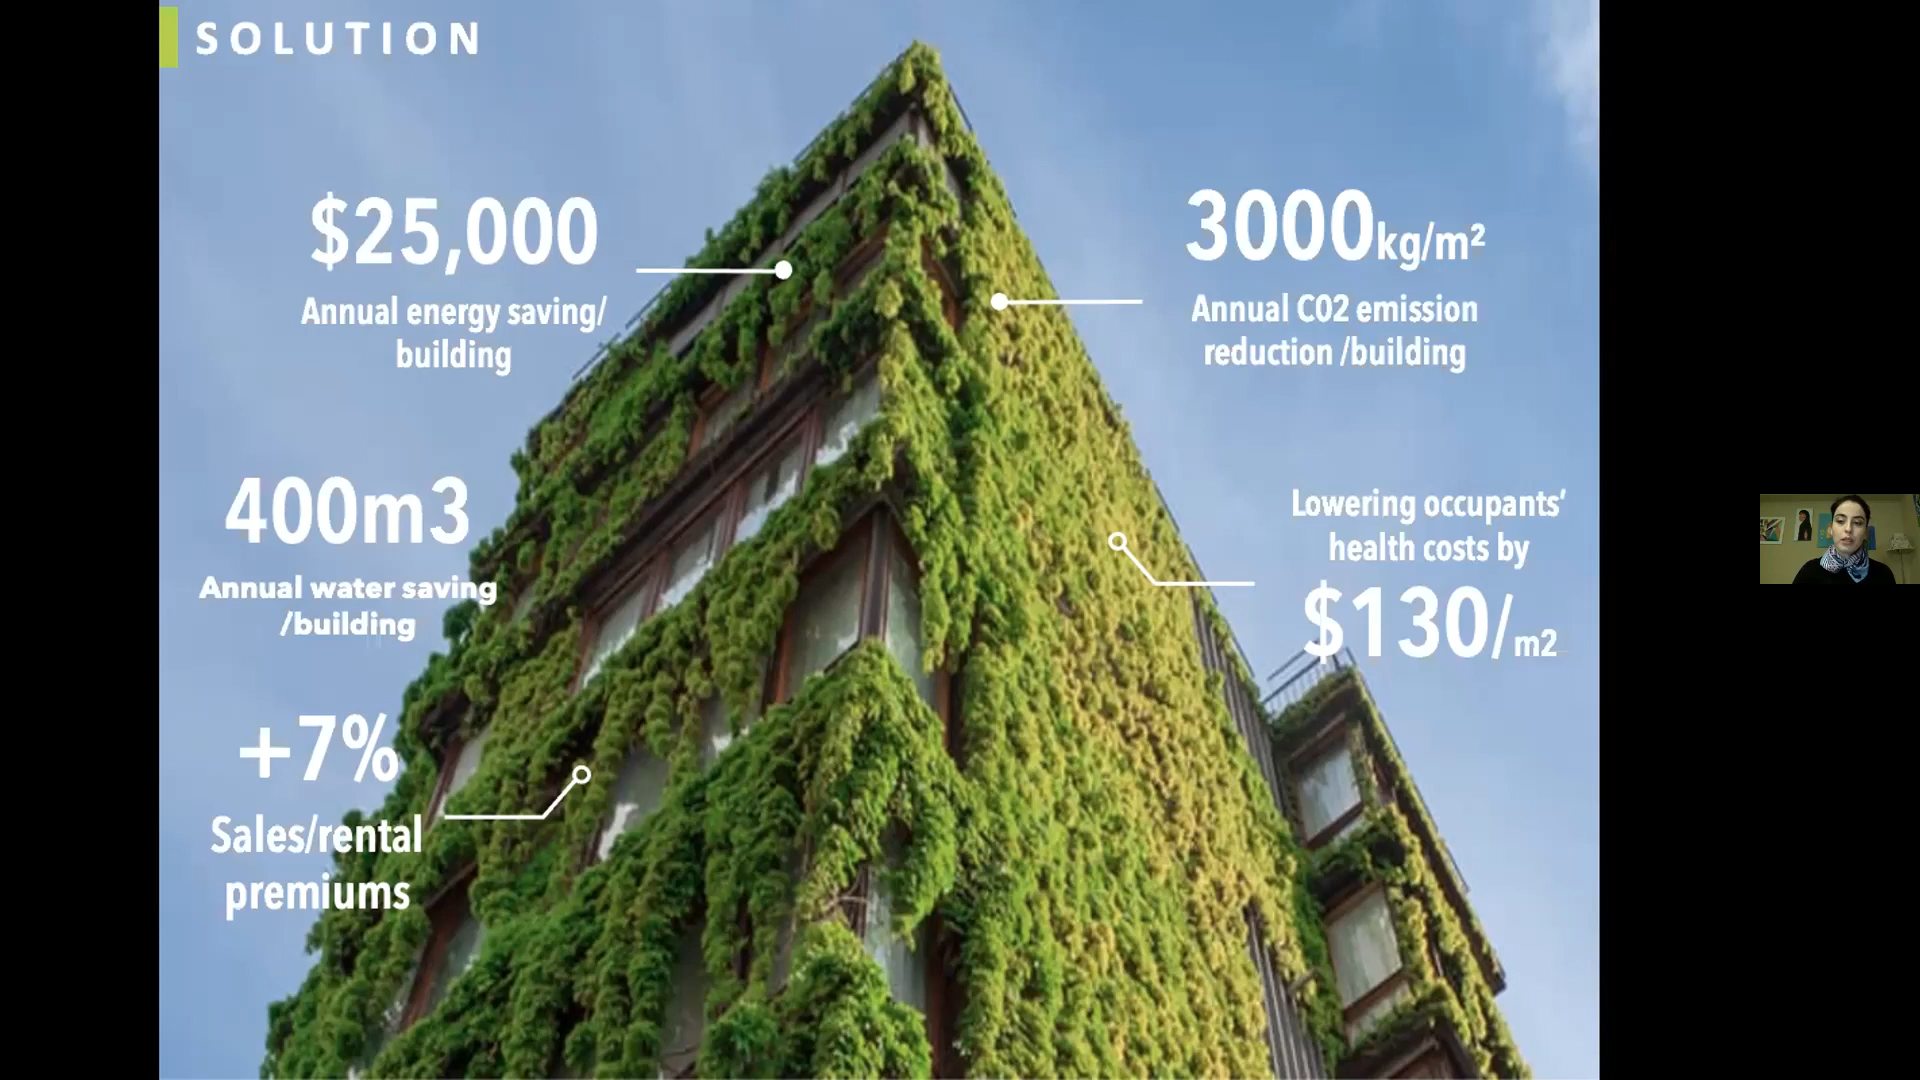 SOLUTION
$25,000
Annual energy saving/
building
400m3
Annual water saving
/building
+7%
Sales/rental
premiums
3000kg/m²
Annual CO2 emission
reduction /building
Lowering occupants’
health costs by
$130/m2